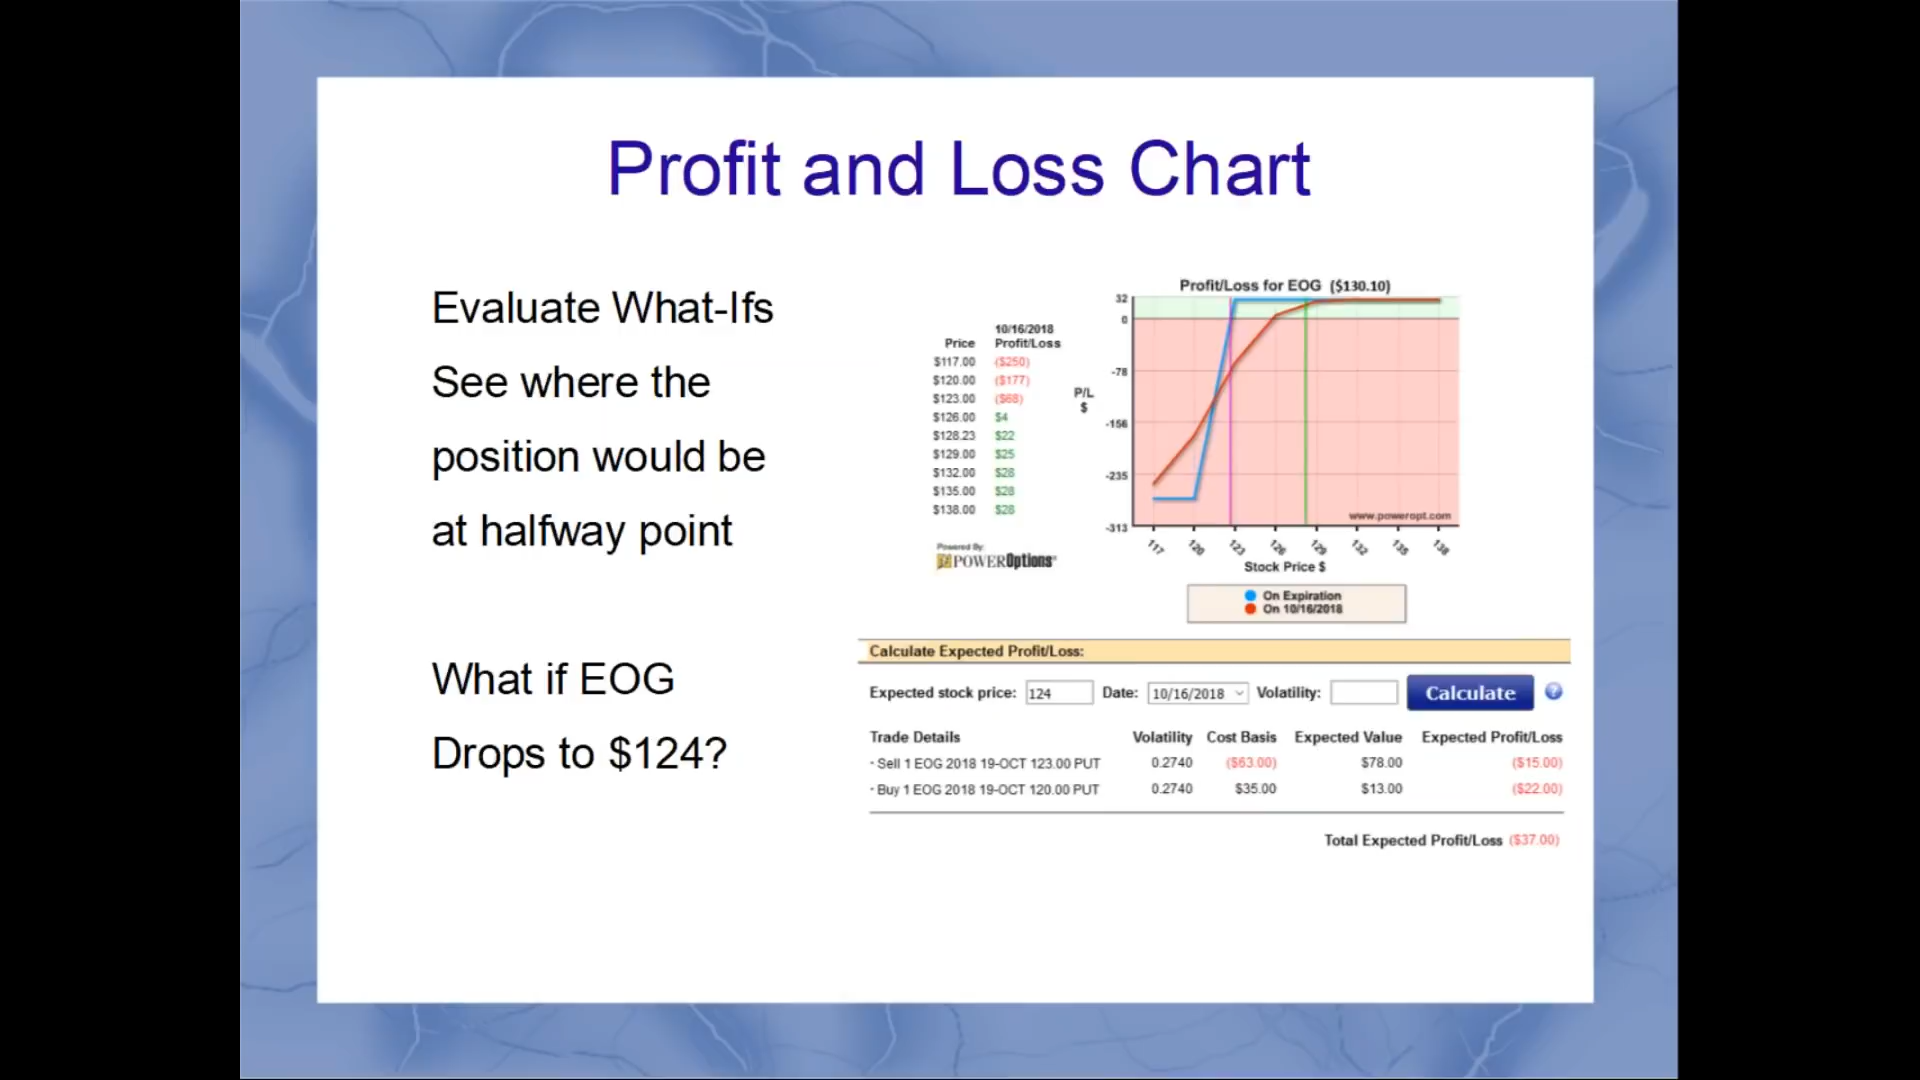 Profit and Loss Chart
Evaluate What-Ifs
See where the
position would be
at halfway point
What if EOG
Drops to $124?
10/16/2018
Price Profit/Loss
$117.00 ($250)
$120.00 ($177)
$123.00 ($68)
$126.00 $4
$128.23 $22
$129.00 $25
$132.00 $28
$135.00 $28
$138.00 $28
Powered By:
POWEROptions
Profit/Loss for EOG ($130.10)
P/L
$
32
0
-78
-156
-235
-313
www.poweropt.com
117 120 123 126 129 132 135 138
Stock Price $
On Expiration
On 10/16/2018
Calculate Expected Profit/Loss:
Expected stock price: 124 Date: 10/16/2018 Volatility: Calculate ?
Trade Details Volatility Cost Basis Expected Value Expected Profit/Loss
- Sell 1 EOG 2018 19-OCT 123.00 PUT 0.2740 ($63.00) $78.00 ($15.00)
- Buy 1 EOG 2018 19-OCT 120.00 PUT 0.2740 $35.00 $13.00 ($22.00)
Total Expected Profit/Loss ($37.00)